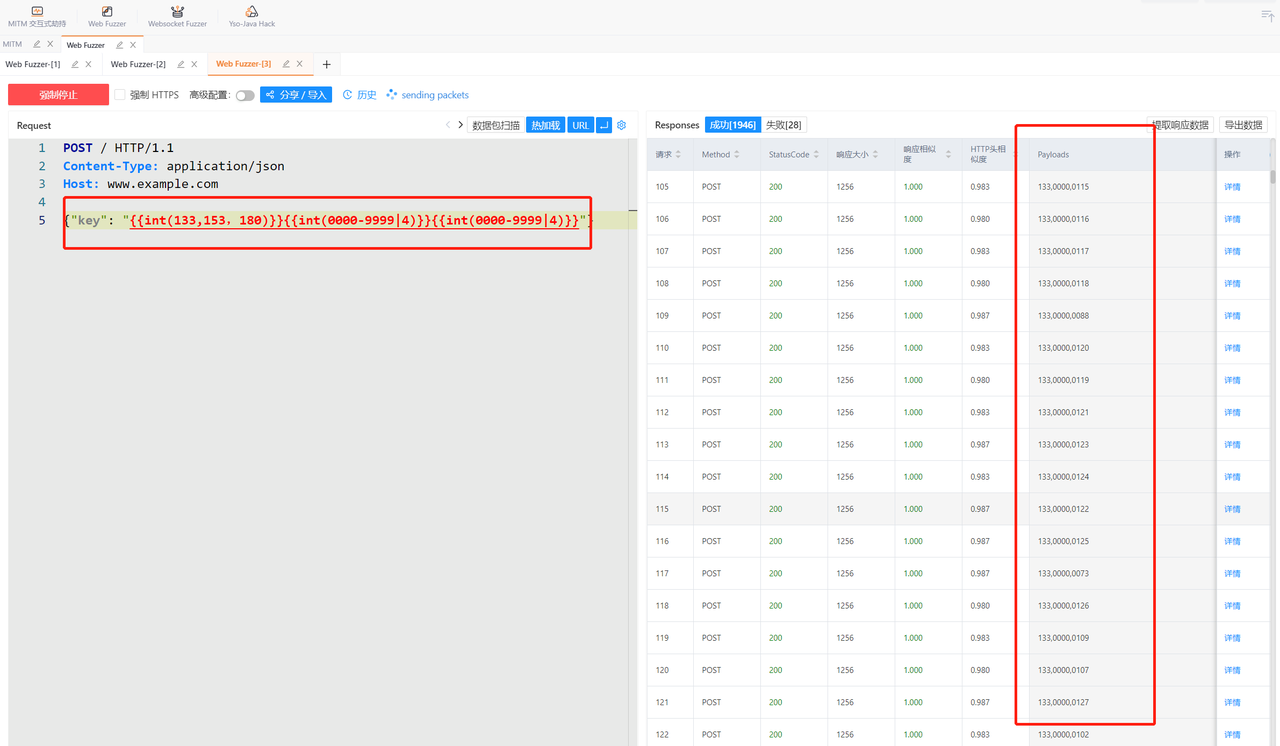 MITM 交互式劫持 Web Fuzzer Websocket Fuzzer Yso-Java Hack
MITM Web Fuzzer
Web Fuzzer-[1] Web Fuzzer-[2] Web Fuzzer-[3]
强制停止 强制 HTTPS 高级配置: 分享 / 导入 历史 sending packets
Request 数据包扫描 热加载 URL
1 POST / HTTP/1.1
2 Content-Type: application/json
3 Host: www.example.com
4
5 {"key": "{{int(133,153，180)}}{{int(0000-9999|4)}}{{int(0000-9999|4)}}"}
Responses 成功[1946] 失败[28] 提取响应数据 导出数据
请求 Method StatusCode 响应大小 响应相似度 HTTP头相似度 Payloads 操作
105 POST 200 1256 1.000 0.983 133,0000,0115 详情
106 POST 200 1256 1.000 0.980 133,0000,0116 详情
107 POST 200 1256 1.000 0.983 133,0000,0117 详情
108 POST 200 1256 1.000 0.980 133,0000,0118 详情
109 POST 200 1256 1.000 0.987 133,0000,0088 详情
110 POST 200 1256 1.000 0.983 133,0000,0120 详情
111 POST 200 1256 1.000 0.980 133,0000,0119 详情
112 POST 200 1256 1.000 0.983 133,0000,0121 详情
113 POST 200 1256 1.000 0.987 133,0000,0123 详情
114 POST 200 1256 1.000 0.983 133,0000,0124 详情
115 POST 200 1256 1.000 0.987 133,0000,0122 详情
116 POST 200 1256 1.000 0.987 133,0000,0125 详情
117 POST 200 1256 1.000 0.987 133,0000,0073 详情
118 POST 200 1256 1.000 0.980 133,0000,0126 详情
119 POST 200 1256 1.000 0.983 133,0000,0109 详情
120 POST 200 1256 1.000 0.980 133,0000,0107 详情
121 POST 200 1256 1.000 0.987 133,0000,0127 详情
122 POST 200 1256 1.000 0.983 133,0000,0102 详情